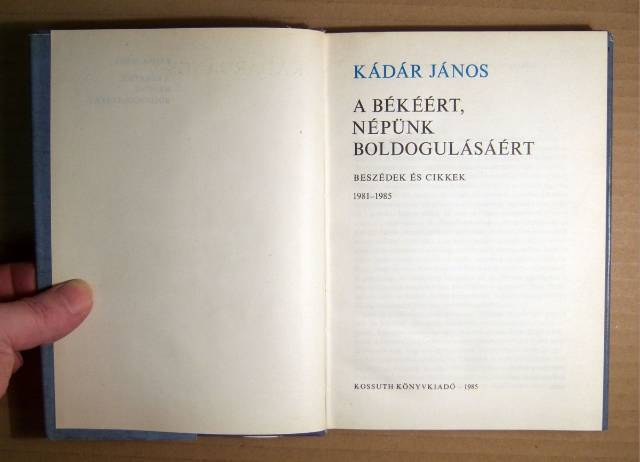 KÁDÁR JÁNOS
A BÉKÉÉRT,
NÉPÜNK
BOLDOGULÁSÁÉRT
BESZÉDEK ÉS CIKKEK
1981–1985
KOSSUTH KÖNYVKIADÓ · 1985